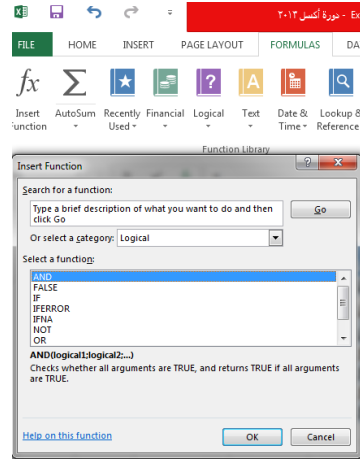 دورة أكسل ٢٠١٣ - Ex
FILE HOME INSERT PAGE LAYOUT FORMULAS DA
fx Σ ? A
Insert Function AutoSum Recently Used Financial Logical Text Date & Time Lookup & Reference
Function Library
Insert Function
Search for a function:
Type a brief description of what you want to do and then
click Go
Go
Or select a category: Logical
Select a function:
AND
FALSE
IF
IFERROR
IFNA
NOT
OR
AND(logical1;logical2;...)
Checks whether all arguments are TRUE, and returns TRUE if all arguments
are TRUE.
Help on this function OK Cancel